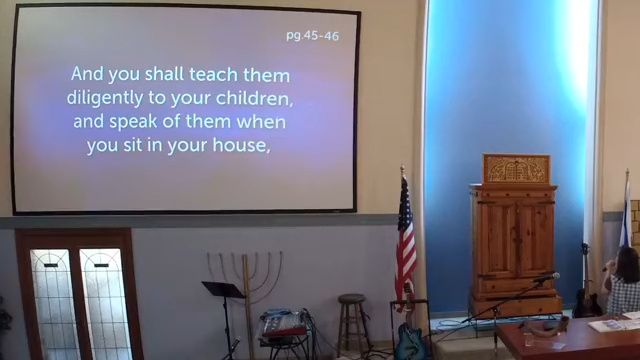 pg.45-46
And you shall teach them
diligently to your children,
and speak of them when
you sit in your house,